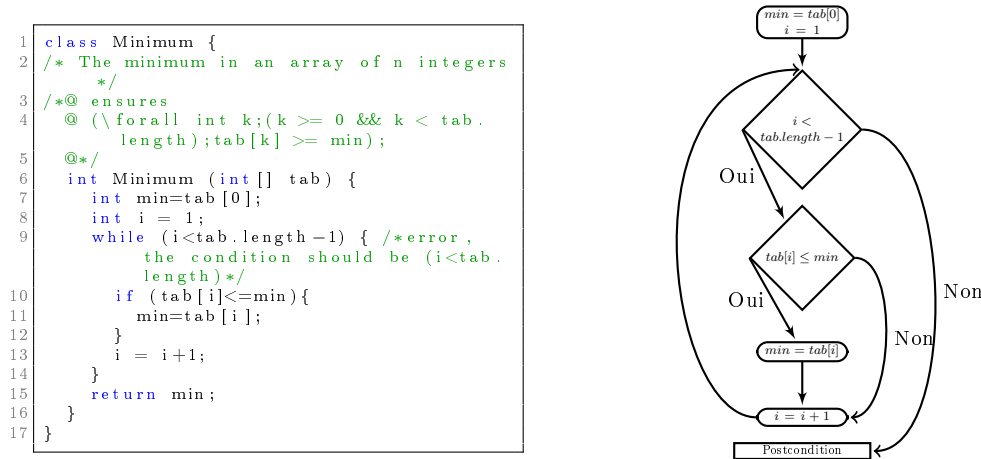 1 class Minimum {
2 /* The minimum in an array of n integers
*/
3 /*@ ensures
4 @ (\forall int k;(k >= 0 && k < tab.
length);tab[k] >= min);
5 @*/
6 int Minimum (int[] tab) {
7 int min=tab[0];
8 int i = 1;
9 while (i<tab.length-1) { /*error,
the condition should be (i<tab.
length)*/
10 if (tab[i]<=min){
11 min=tab[i];
12 }
13 i = i+1;
14 }
15 return min;
16 }
17 }
min = tab[0]
i = 1
i <
tab.length − 1
Oui
tab[i] ≤ min
Oui
Non
Non
min = tab[i]
i = i + 1
Postcondition